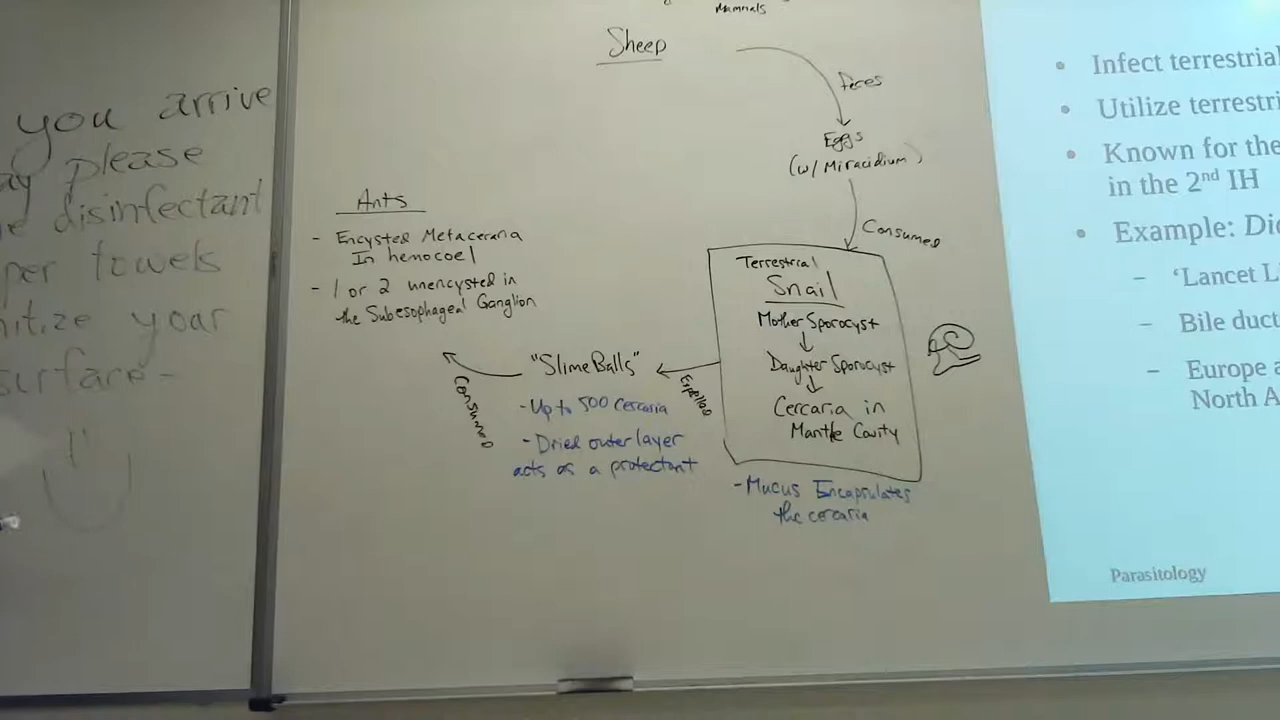 you arrive
please
disinfectant
towels
your
surface -
Mammals
Sheep
feces
Eggs
(w/ Miracidium)
Consumed
Terrestrial
Snail
Mother Sporocyst
Daughter Sporocyst
Cercaria in
Mantle Cavity
- Mucus Encapsulates
the cercaria
Expelled
"Slime Balls"
- Up to 500 Cercaria
- Dried outer layer
acts as a protectant
Consumed
Ants
- Encysted Metacercaria
In hemocoel
- 1 or 2 unencysted in
the Subesophageal Ganglion
• Infect terrestrial
• Utilize terrestri
• Known for the
in the 2nd IH
• Example: Dic
– 'Lancet Li
– Bile duct
– Europe a
North A
Parasitology